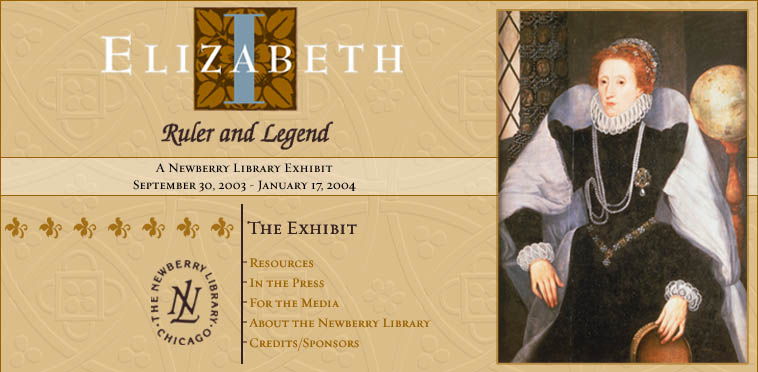 ELIZABETH
I
Ruler and Legend
A NEWBERRY LIBRARY EXHIBIT
SEPTEMBER 30, 2003 - JANUARY 17, 2004
THE EXHIBIT
RESOURCES
IN THE PRESS
FOR THE MEDIA
ABOUT THE NEWBERRY LIBRARY
CREDITS/SPONSORS
THE NEWBERRY LIBRARY · CHICAGO ·
NL